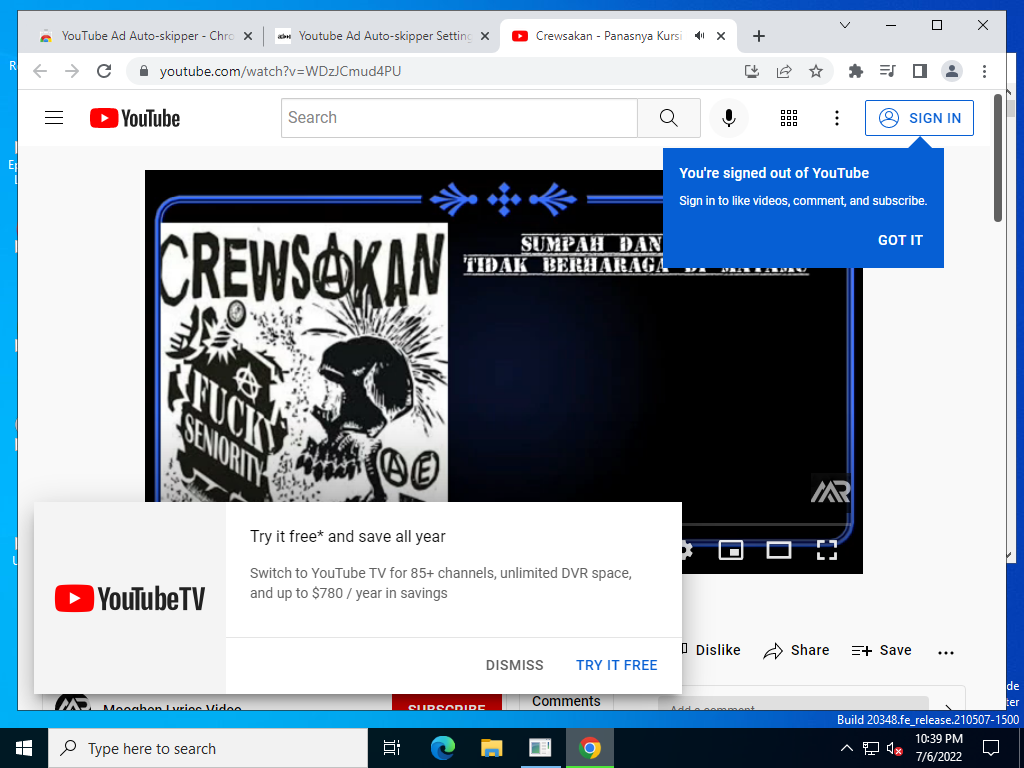 YouTube Ad Auto-skipper - Chro
Youtube Ad Auto-skipper Setting
Crewsakan - Panasnya Kursi
youtube.com/watch?v=WDzJCmud4PU
YouTube
Search
SIGN IN
You're signed out of YouTube
Sign in to like videos, comment, and subscribe.
GOT IT
SUMPAH DAN
TIDAK BERHARAGA DI MATAMU
CREWSAKAN
FUCK
SENIORITY
MR
Try it free* and save all year
Switch to YouTube TV for 85+ channels, unlimited DVR space,
and up to $780 / year in savings
YouTubeTV
DISMISS
TRY IT FREE
Dislike
Share
Save
Mooghen Lyrics Video
SUBSCRIBE
Comments
Add a comment...
Build 20348.fe_release.210507-1500
Type here to search
10:39 PM
7/6/2022